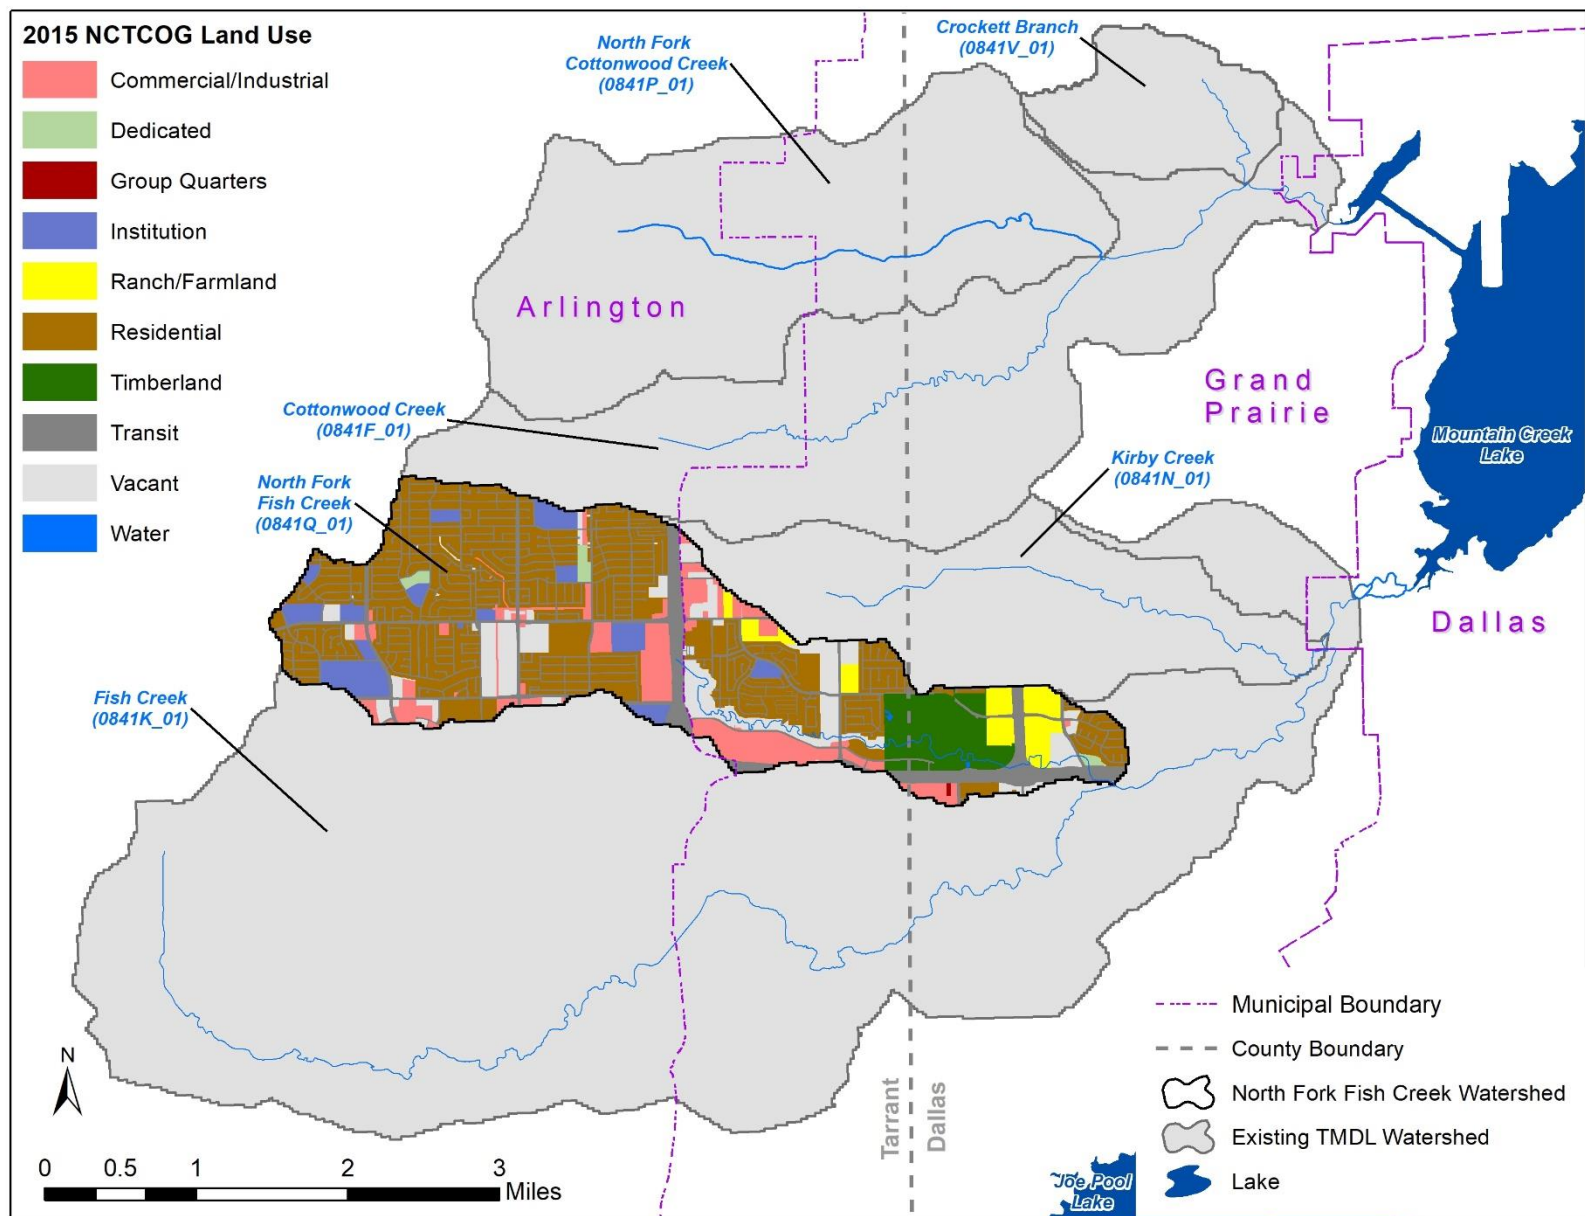 2015 NCTCOG Land Use
Commercial/Industrial
Dedicated
Group Quarters
Institution
Ranch/Farmland
Residential
Timberland
Transit
Vacant
Water
North Fork
Cottonwood Creek
(0841P_01)
Crockett Branch
(0841V_01)
Arlington
Grand
Prairie
Mountain Creek
Lake
Cottonwood Creek
(0841F_01)
Kirby Creek
(0841N_01)
North Fork
Fish Creek
(0841Q_01)
Dallas
Fish Creek
(0841K_01)
Tarrant
Dallas
N
0 0.5 1 2 3
Miles
Joe Pool
Lake
Municipal Boundary
County Boundary
North Fork Fish Creek Watershed
Existing TMDL Watershed
Lake